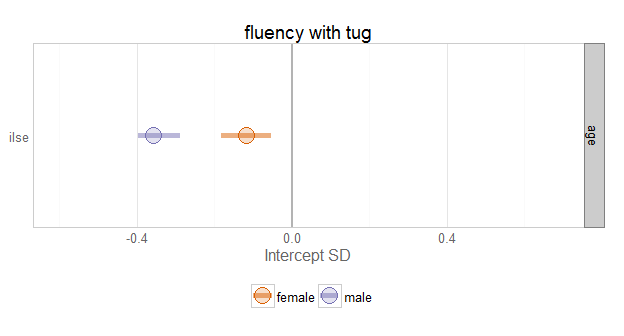 fluency with tug
ilse
age
-0.4 0.0 0.4
Intercept SD
female male